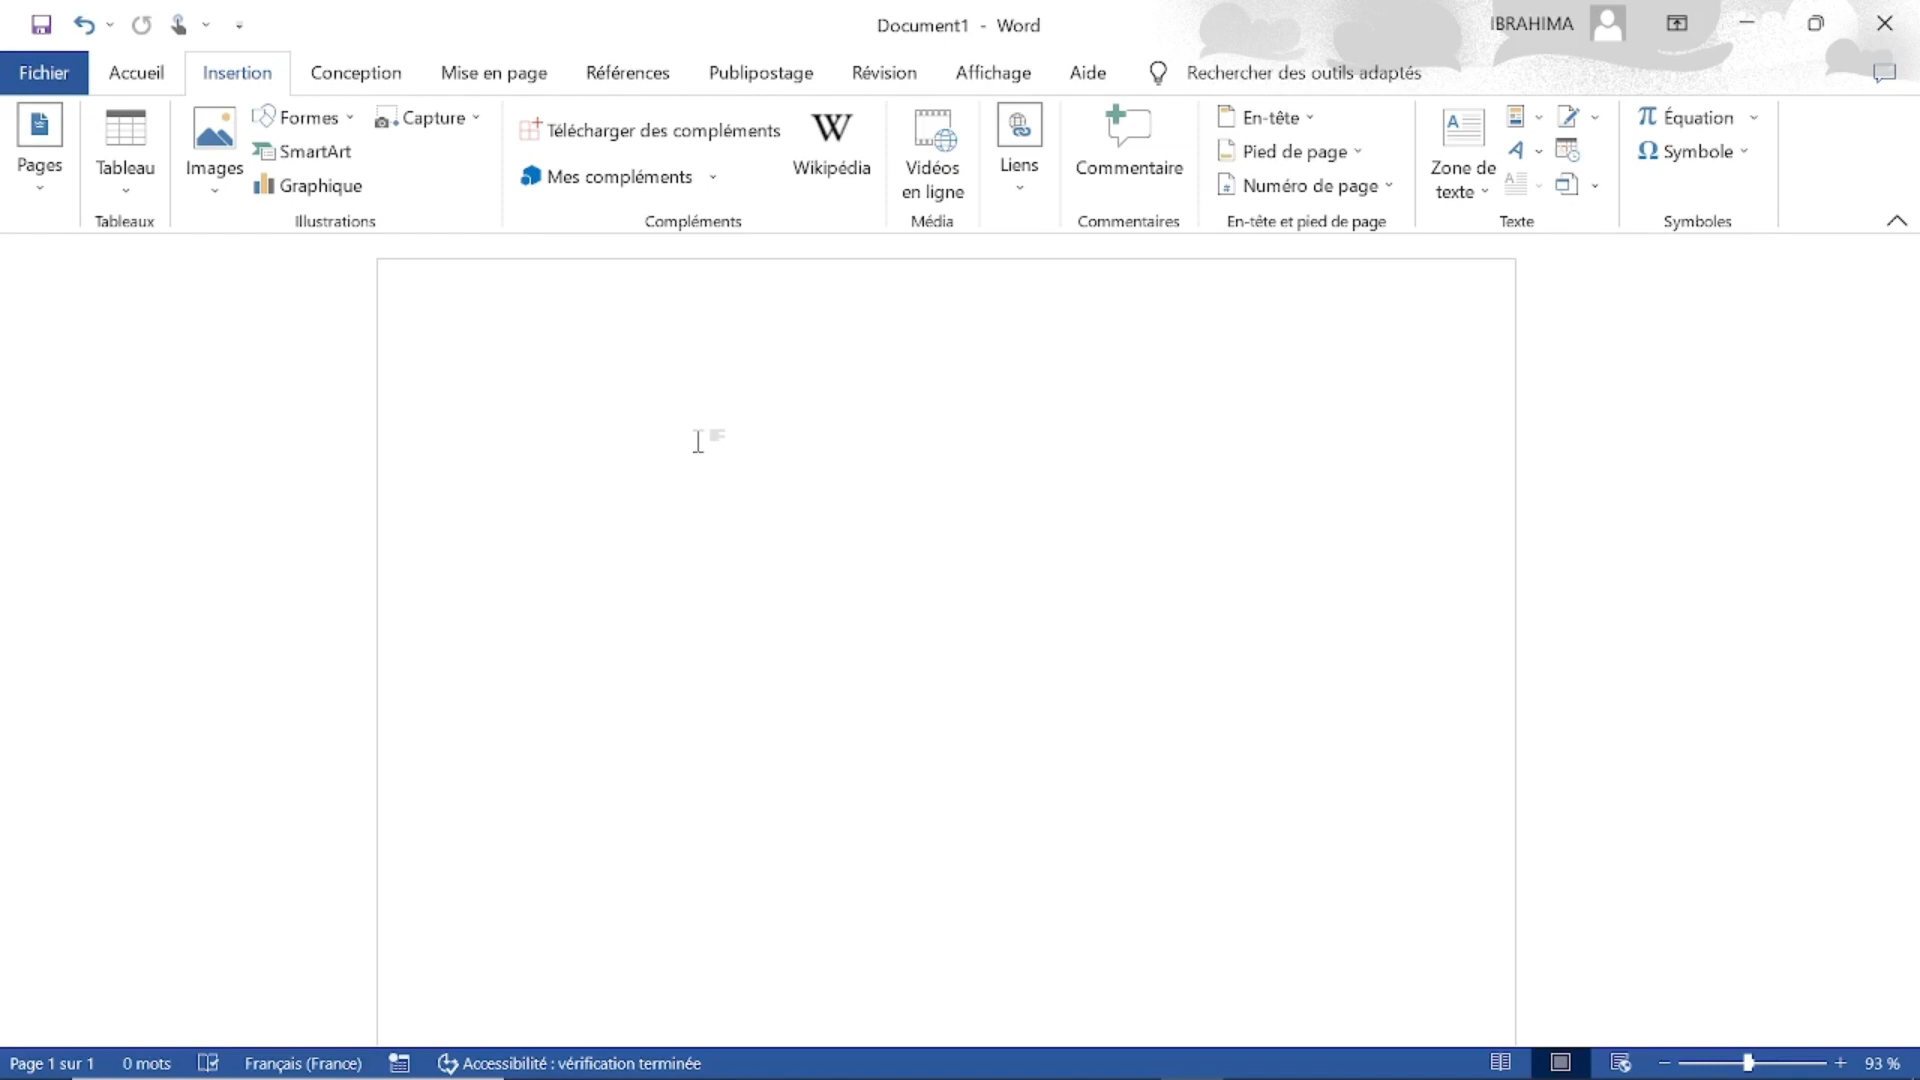 Document1 - Word
IBRAHIMA
Fichier Accueil Insertion Conception Mise en page Références Publipostage Révision Affichage Aide Rechercher des outils adaptés
Pages
Tableau
Tableaux
Images
Formes
Capture
SmartArt
Graphique
Illustrations
Télécharger des compléments
Mes compléments
W
Wikipédia
Compléments
Vidéos
en ligne
Média
Liens
Commentaire
Commentaires
En-tête
Pied de page
Numéro de page
En-tête et pied de page
Zone de
texte
Texte
π Équation
Ω Symbole
Symboles
Page 1 sur 1 0 mots Français (France) Accessibilité : vérification terminée 93 %